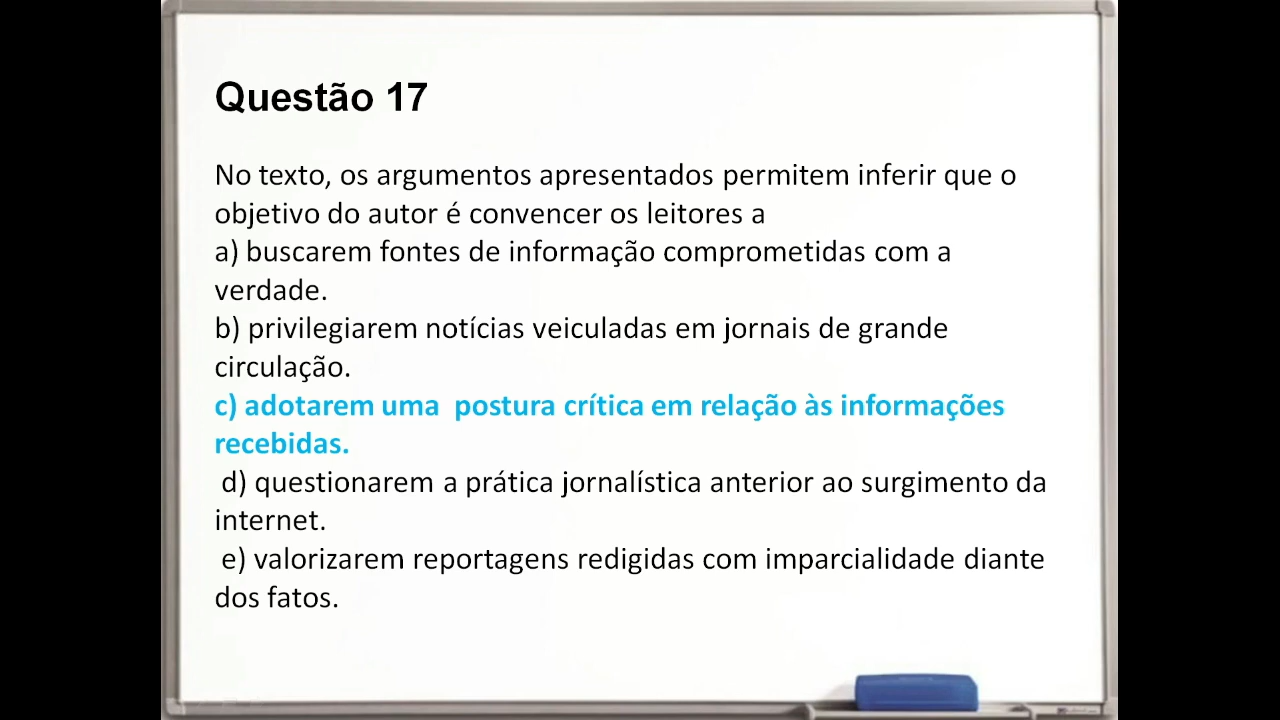 Questão 17
No texto, os argumentos apresentados permitem inferir que o
objetivo do autor é convencer os leitores a
a) buscarem fontes de informação comprometidas com a
verdade.
b) privilegiarem notícias veiculadas em jornais de grande
circulação.
c) adotarem uma postura crítica em relação às informações
recebidas.
d) questionarem a prática jornalística anterior ao surgimento da
internet.
e) valorizarem reportagens redigidas com imparcialidade diante
dos fatos.